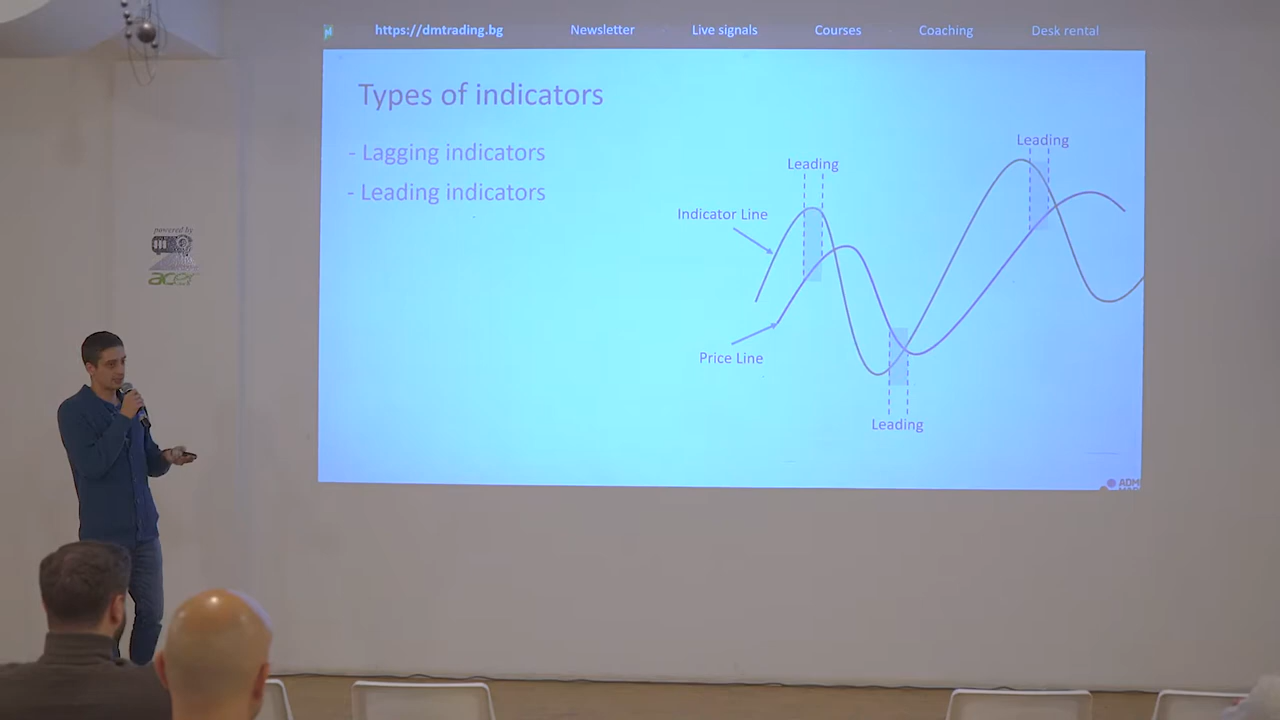 https://dmtrading.bg Newsletter Live signals Courses Coaching Desk rental
Types of indicators
- Lagging indicators
- Leading indicators
Leading
Leading
Indicator Line
Price Line
Leading
powered by
acer